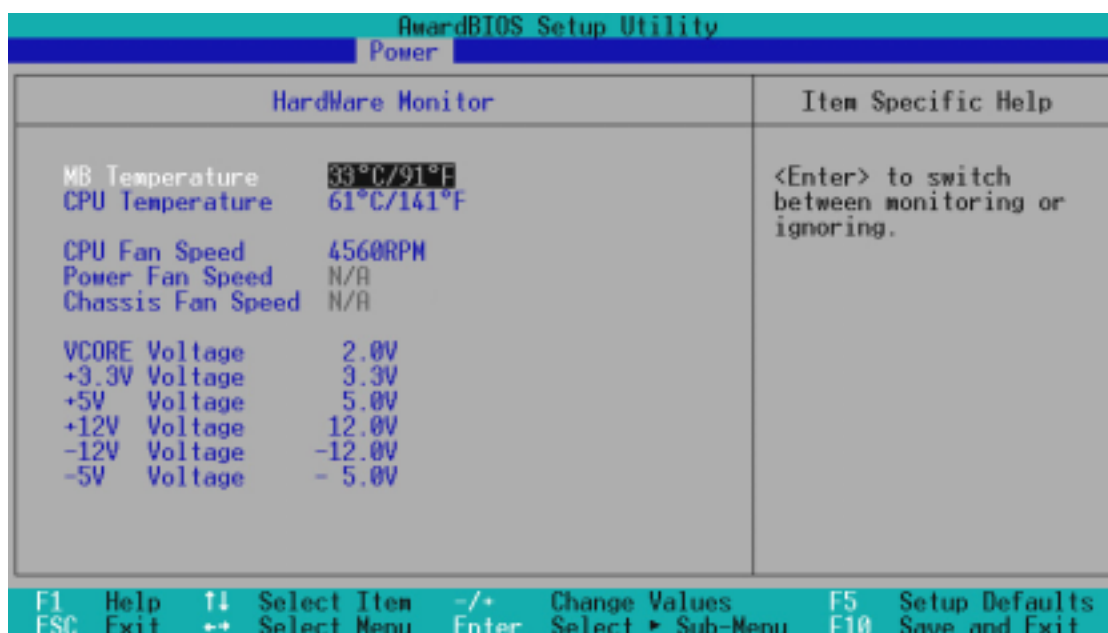 AwardBIOS Setup Utility
Power
HardWare Monitor
Item Specific Help
MB Temperature 33°C/91°F
CPU Temperature 61°C/141°F
CPU Fan Speed 4560RPM
Power Fan Speed N/A
Chassis Fan Speed N/A
VCORE Voltage 2.0V
+3.3V Voltage 3.3V
+5V Voltage 5.0V
+12V Voltage 12.0V
-12V Voltage -12.0V
-5V Voltage - 5.0V
<Enter> to switch
between monitoring or
ignoring.
F1 Help ↑↓ Select Item -/+ Change Values F5 Setup Defaults
ESC Exit ←→ Select Menu Enter Select ► Sub-Menu F10 Save and Exit